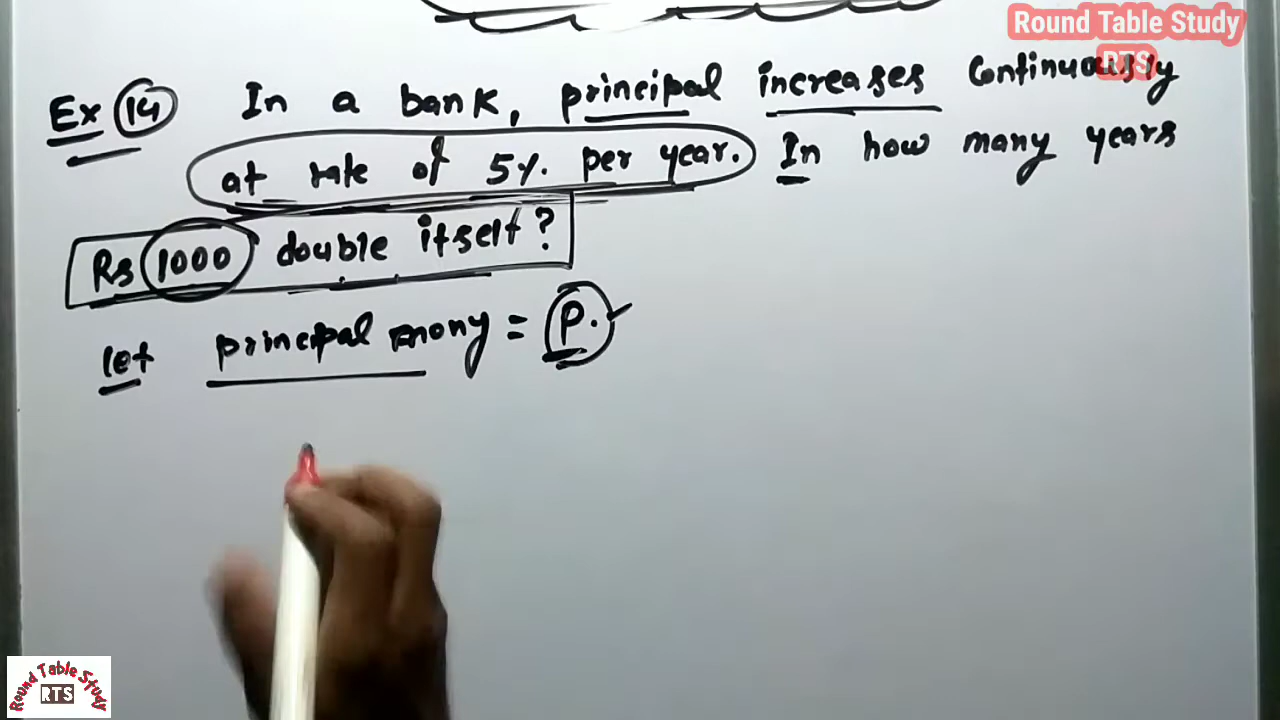 Round Table Study
RTS
Ex 14 In a bank, principal increases continuously
at rate of 5%. per year. In how many years
Rs 1000 double itself?
let principal mony = P.
Round Table Study
RTS